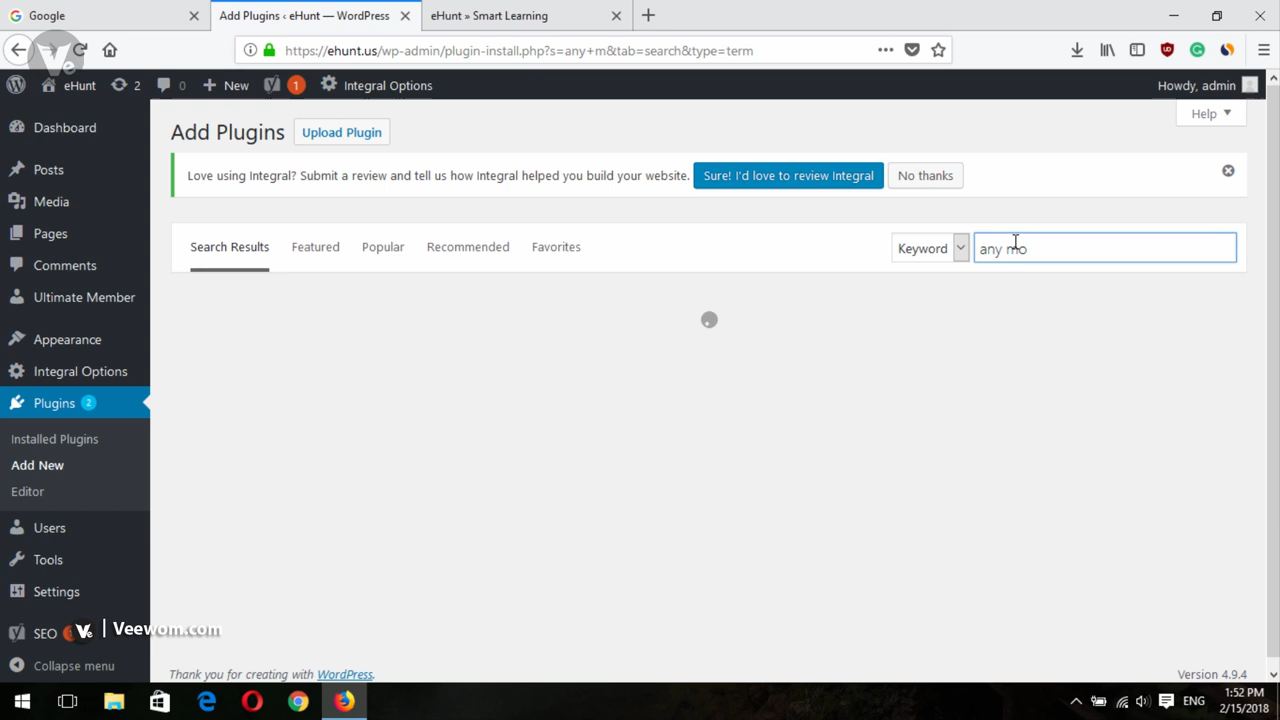 Google
Add Plugins ‹ eHunt — WordPress
eHunt » Smart Learning
https://ehunt.us/wp-admin/plugin-install.php?s=any+m&tab=search&type=term
eHunt
2
0
New
1
Integral Options
Howdy, admin
Help
Dashboard
Posts
Media
Pages
Comments
Ultimate Member
Appearance
Integral Options
Plugins 2
Installed Plugins
Add New
Editor
Users
Tools
Settings
SEO
Collapse menu
Add Plugins
Upload Plugin
Love using Integral? Submit a review and tell us how Integral helped you build your website.
Sure! I'd love to review Integral
No thanks
Search Results
Featured
Popular
Recommended
Favorites
Keyword
any mo
Veewom.com
Thank you for creating with WordPress.
Version 4.9.4
ENG
1:52 PM
2/15/2018